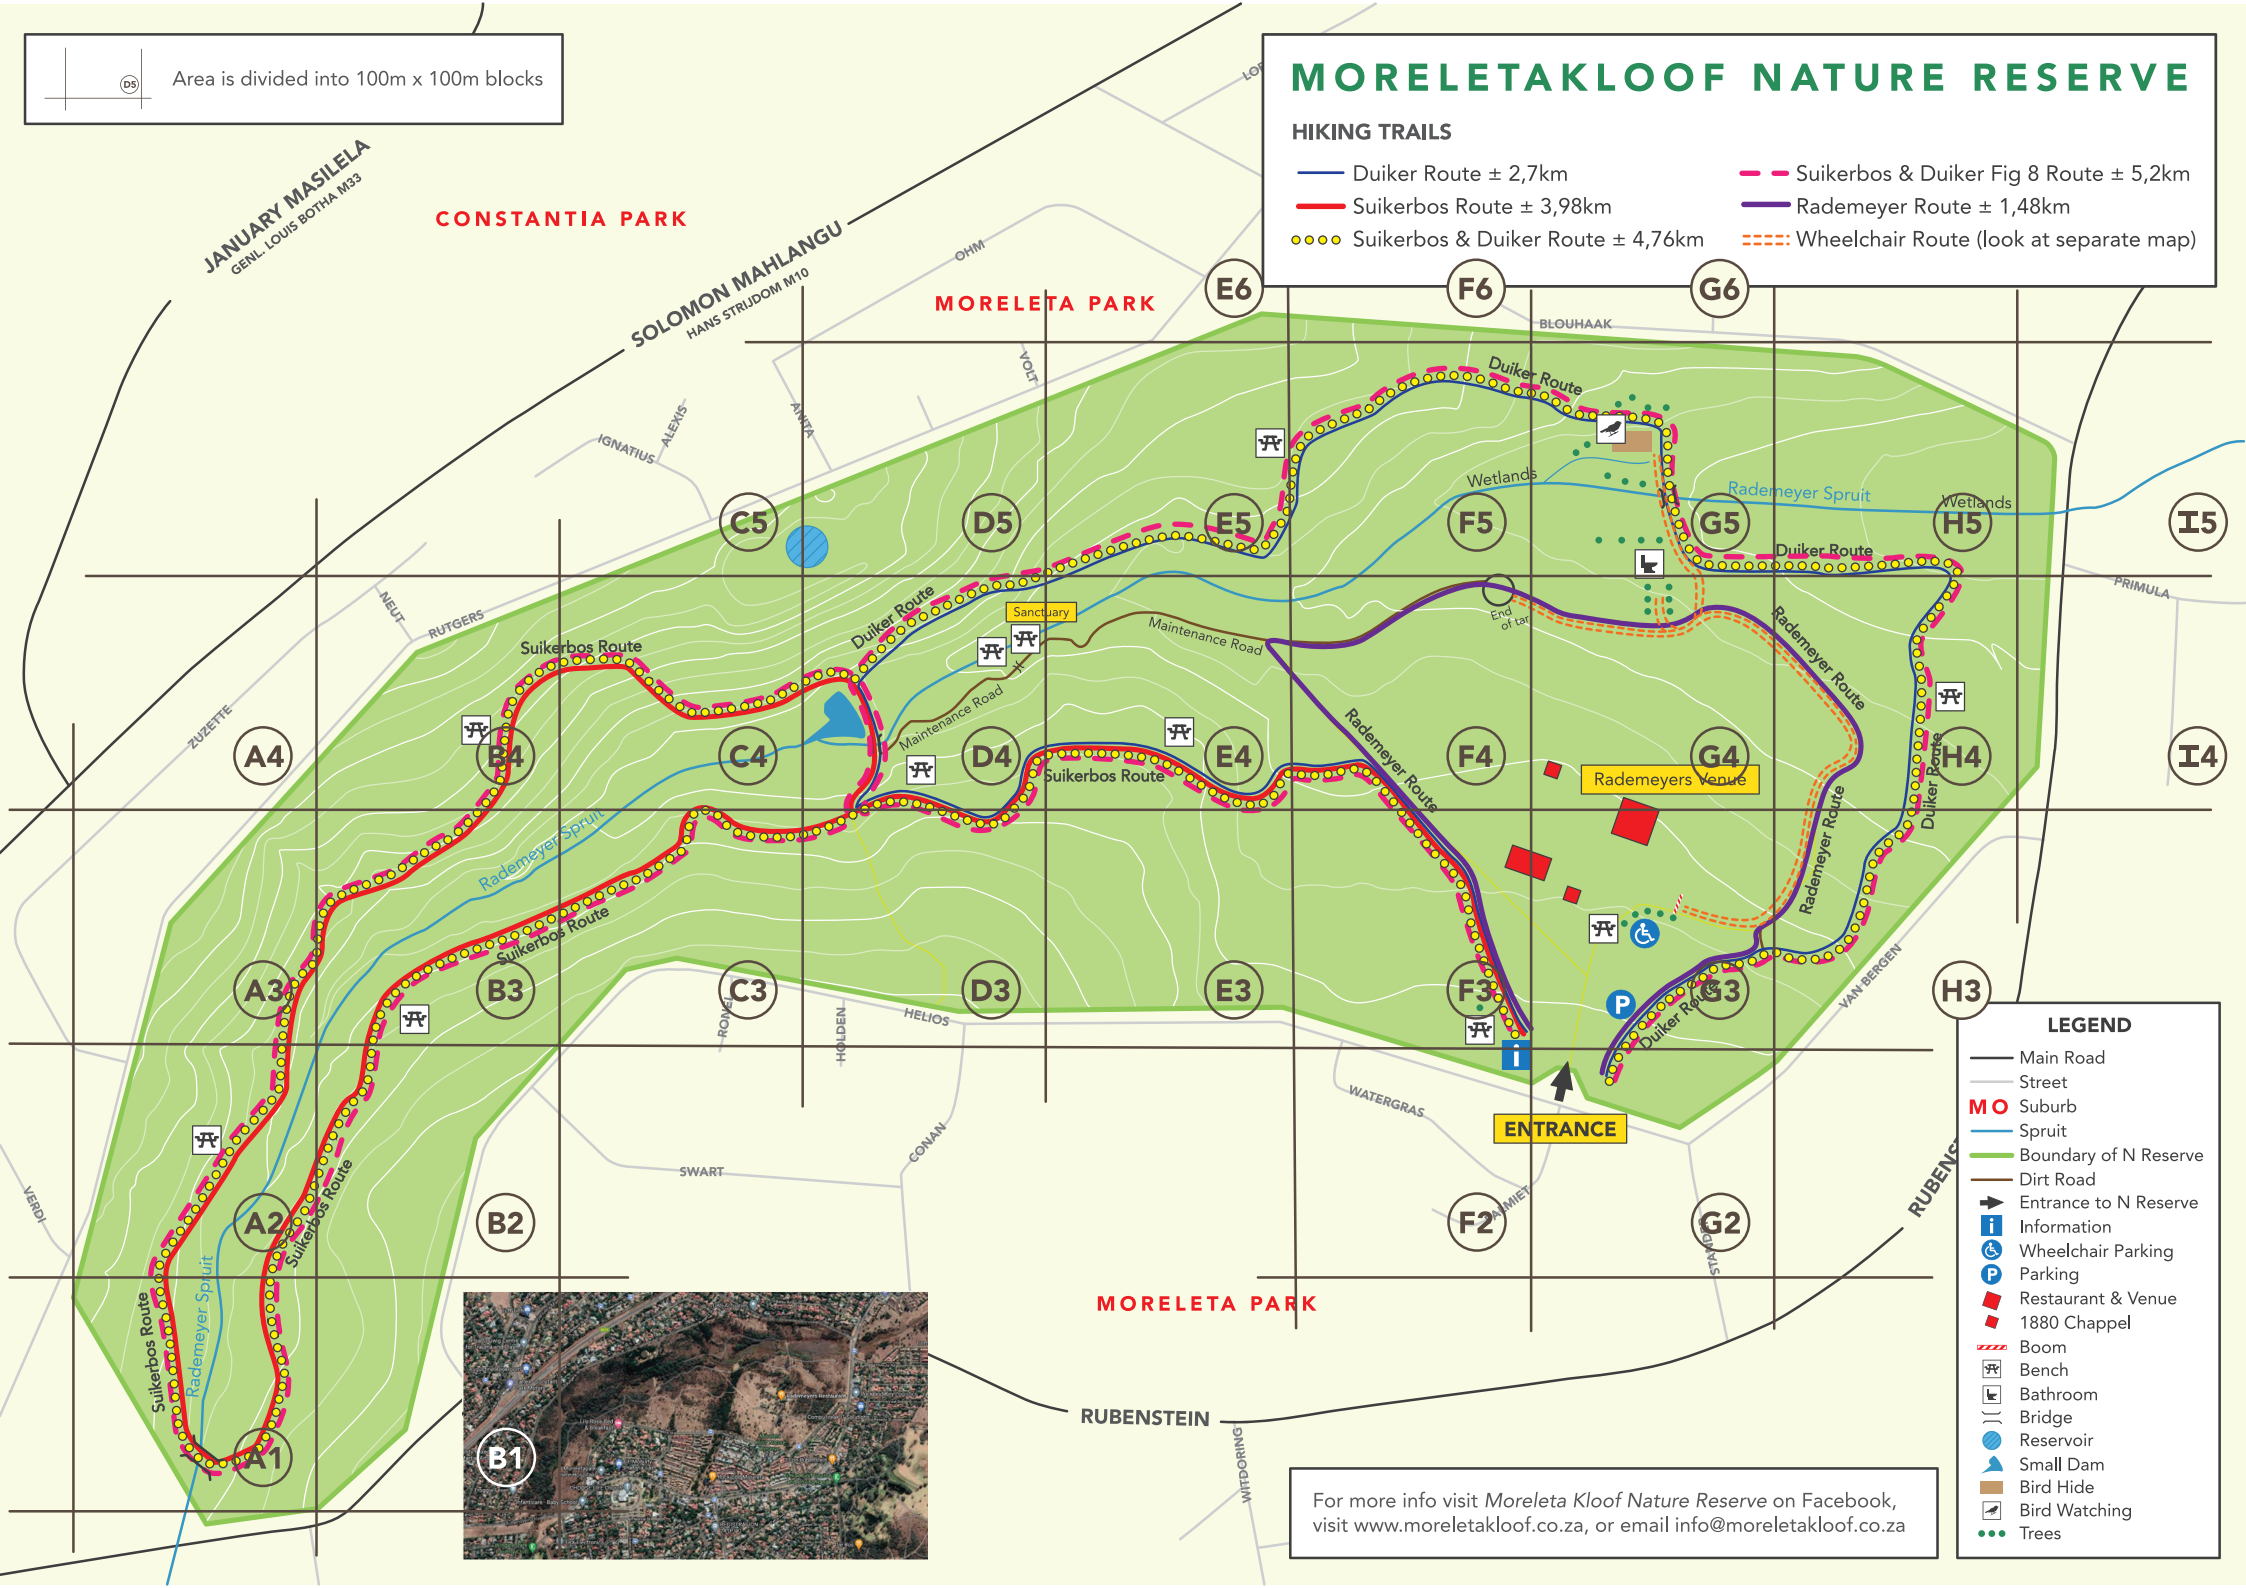 D5
Area is divided into 100m x 100m blocks
MORELETAKLOOF NATURE RESERVE
HIKING TRAILS
Duiker Route ± 2,7km
Suikerbos Route ± 3,98km
Suikerbos & Duiker Route ± 4,76km
Suikerbos & Duiker Fig 8 Route ± 5,2km
Rademeyer Route ± 1,48km
Wheelchair Route (look at separate map)
JANUARY MASILELA
GENL. LOUIS BOTHA M33
CONSTANTIA PARK
SOLOMON MAHLANGU
HANS STRIJDOM M10
MORELETA PARK
OHM
VOLT
ANITA
ALEXIS
IGNATIUS
NEUT
RUTGERS
ZUZETTE
BLOUHAAK
PRIMULA
E6
F6
G6
C5
D5
E5
F5
G5
H5
I5
Duiker Route
Wetlands
Rademeyer Spruit
Wetlands
Duiker Route
Duiker Route
Sanctuary
Suikerbos Route
Maintenance Road
Maintenance Road
End
of tar
Rademeyer Route
Rademeyer Route
A4
B4
C4
D4
E4
F4
G4
H4
I4
Suikerbos Route
Rademeyers Venue
Duiker Route
Rademeyer Route
Rademeyer Spruit
Suikerbos Route
A3
B3
C3
D3
E3
F3
G3
H3
P
Duiker Route
i
VAN BERGEN
RONEL
HOLDEN
HELIOS
CONAN
SWART
WATERGRAS
ENTRANCE
PALMIET
VERDI
RUBENS
A2
B2
F2
G2
Suikerbos Route
Suikerbos Route
Rademeyer Spruit
MORELETA PARK
A1
B1
RUBENSTEIN
WITDORING
LEGEND
Main Road
Street
MO Suburb
Spruit
Boundary of N Reserve
Dirt Road
Entrance to N Reserve
i Information
Wheelchair Parking
P Parking
Restaurant & Venue
1880 Chappel
Boom
Bench
Bathroom
Bridge
Reservoir
Small Dam
Bird Hide
Bird Watching
Trees
For more info visit Moreleta Kloof Nature Reserve on Facebook,
visit www.moreletakloof.co.za, or email info@moreletakloof.co.za